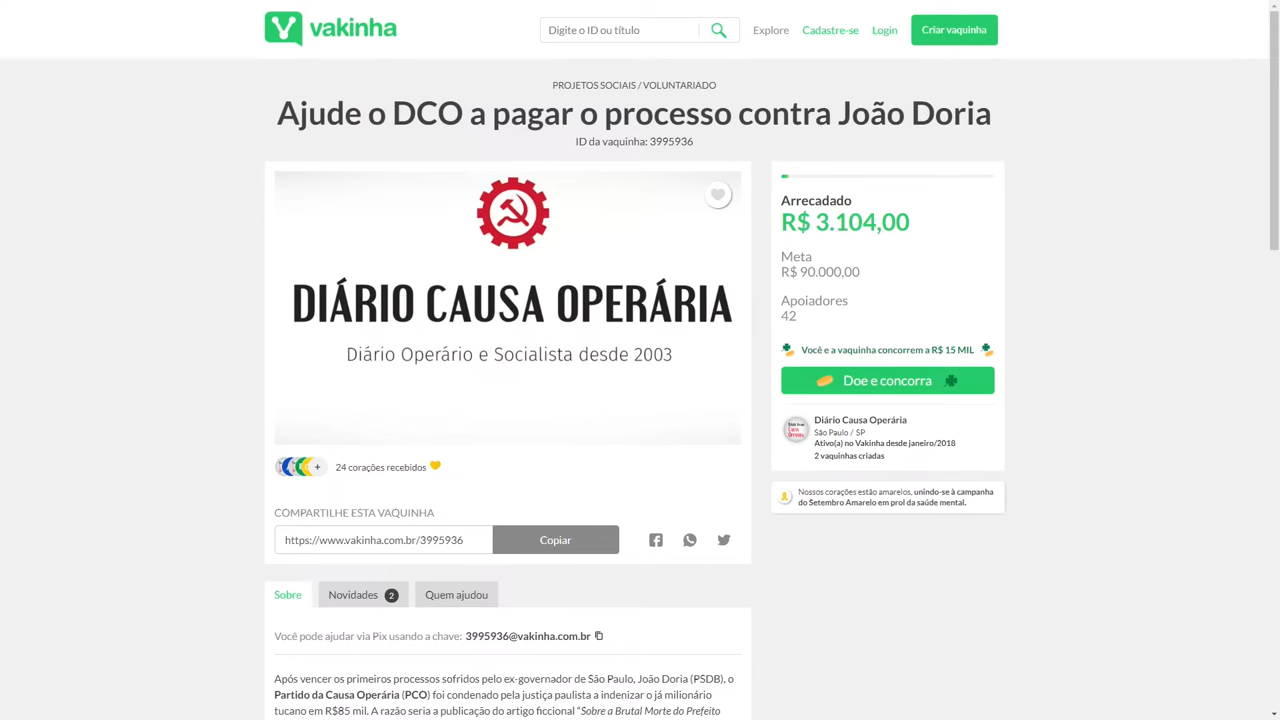 vakinha
Digite o ID ou título
Explore
Cadastre-se
Login
Criar vaquinha
PROJETOS SOCIAIS / VOLUNTARIADO
Ajude o DCO a pagar o processo contra João Doria
ID da vaquinha: 3995936
DIÁRIO CAUSA OPERÁRIA
Diário Operário e Socialista desde 2003
24 corações recebidos
COMPARTILHE ESTA VAQUINHA
https://www.vakinha.com.br/3995936
Copiar
Arrecadado
R$ 3.104,00
Meta
R$ 90.000,00
Apoiadores
42
Você e a vaquinha concorrem a R$ 15 MIL
Doe e concorra
Diário Causa Operária
São Paulo / SP
Ativo(a) no Vakinha desde janeiro/2018
2 vaquinhas criadas
Nossos corações estão amarelos, unindo-se à campanha
do Setembro Amarelo em prol da saúde mental.
Sobre
Novidades 2
Quem ajudou
Você pode ajudar via Pix usando a chave: 3995936@vakinha.com.br
Após vencer os primeiros processos sofridos pelo ex-governador de São Paulo, João Doria (PSDB), o
Partido da Causa Operária (PCO) foi condenado pela justiça paulista a indenizar o já milionário
tucano em R$85 mil. A razão seria a publicação do artigo ficcional “Sobre a Brutal Morte do Prefeito